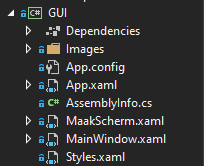 GUI
Dependencies
Images
App.config
App.xaml
C# AssemblyInfo.cs
MaakScherm.xaml
MainWindow.xaml
Styles.xaml